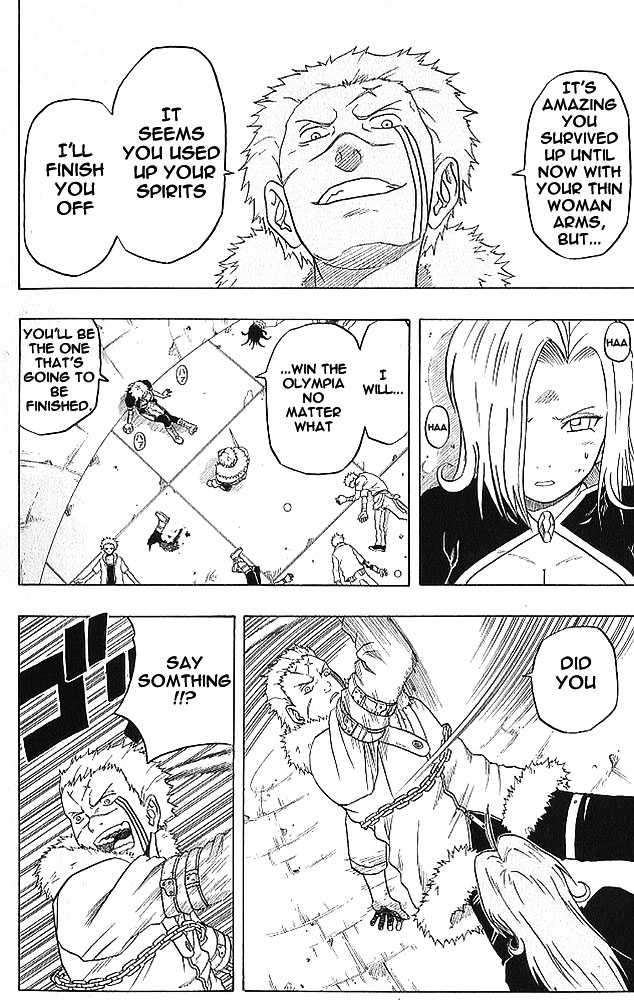 IT'S
AMAZING
YOU
SURVIVED
UP UNTIL
NOW WITH
YOUR THIN
WOMAN
ARMS,
BUT...
IT
SEEMS
YOU USED
UP YOUR
SPIRITS
I'LL
FINISH
YOU
OFF
HAA
HAA
I
WILL...
...WIN THE
OLYMPIA
NO
MATTER
WHAT
YOU'LL BE
THE ONE
THAT'S
GOING TO
BE
FINISHED.
DID
YOU
SAY
SOMTHING
!!?
ゴッ